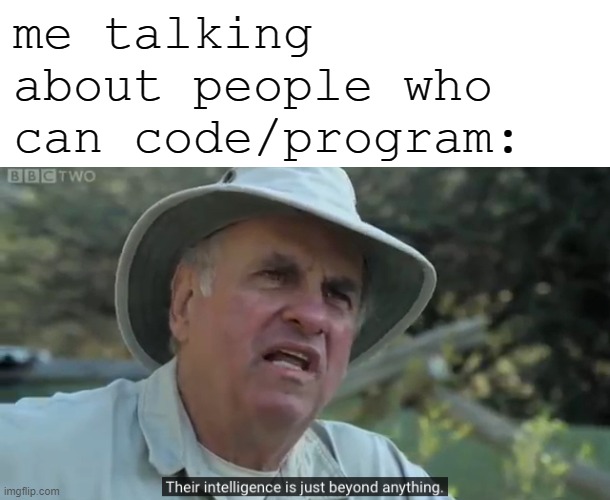 me talking
about people who
can code/program:
BBC TWO
Their intelligence is just beyond anything.
imgflip.com